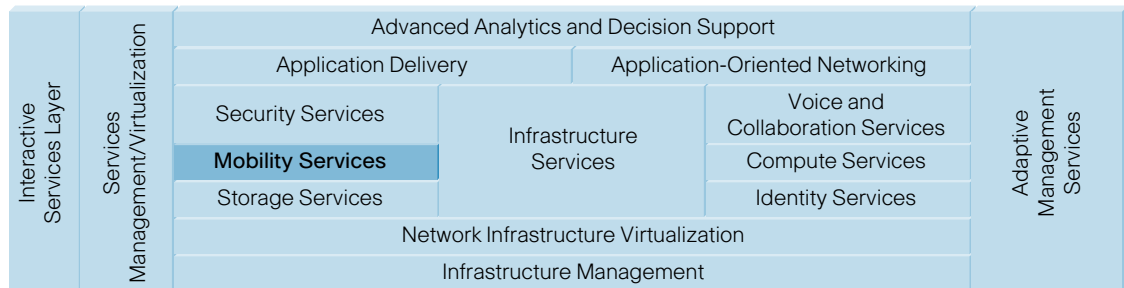 Interactive
Services Layer
Services
Management/Virtualization
Advanced Analytics and Decision Support
Application Delivery
Application-Oriented Networking
Security Services
Mobility Services
Storage Services
Infrastructure
Services
Voice and
Collaboration Services
Compute Services
Identity Services
Network Infrastructure Virtualization
Infrastructure Management
Adaptive
Management
Services